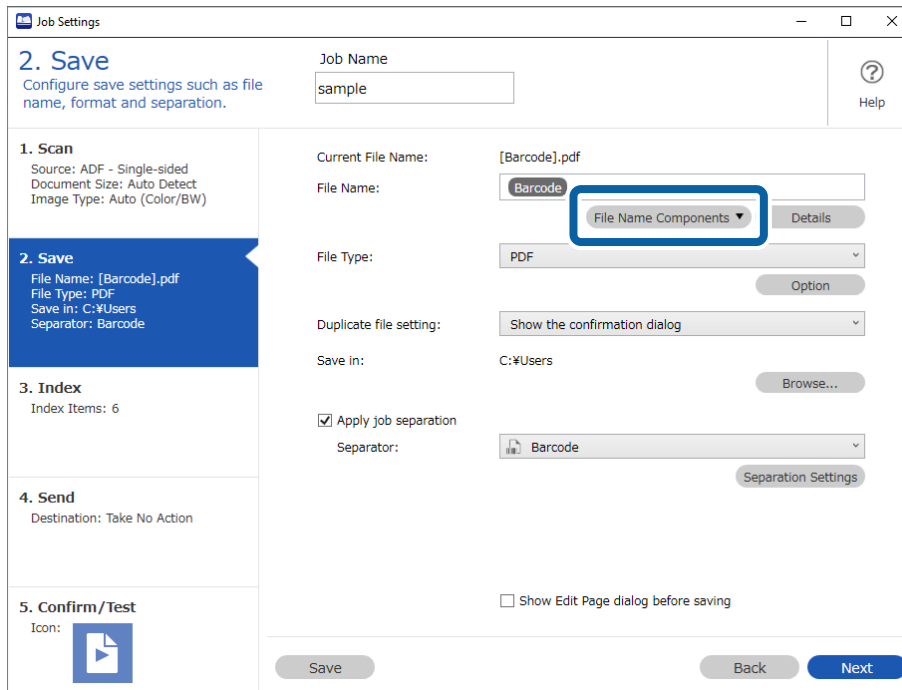 Job Settings
2. Save
Configure save settings such as file
name, format and separation.
Job Name
sample
?
Help
1. Scan
Source: ADF - Single-sided
Document Size: Auto Detect
Image Type: Auto (Color/BW)
2. Save
File Name: [Barcode].pdf
File Type: PDF
Save in: C:¥Users
Separator: Barcode
3. Index
Index Items: 6
4. Send
Destination: Take No Action
5. Confirm/Test
Icon:
Current File Name: [Barcode].pdf
File Name: Barcode
File Name Components ▼ Details
File Type: PDF
Option
Duplicate file setting: Show the confirmation dialog
Save in: C:¥Users
Browse...
Apply job separation
Separator: Barcode
Separation Settings
Show Edit Page dialog before saving
Save Back Next